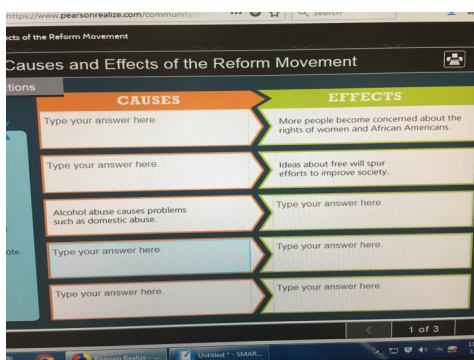 https://www.pearsonrealize.com/community/
Search
ects of the Reform Movement
Causes and Effects of the Reform Movement
ctions
CAUSES
EFFECTS
Type your answer here.
More people become concerned about the
rights of women and African Americans.
Type your answer here.
Ideas about free will spur
efforts to improve society.
Alcohol abuse causes problems
such as domestic abuse.
Type your answer here.
ote.
Type your answer here.
Type your answer here.
Type your answer here.
Type your answer here.
1 of 3
Pearson Realize
Untitled * - SMAR...